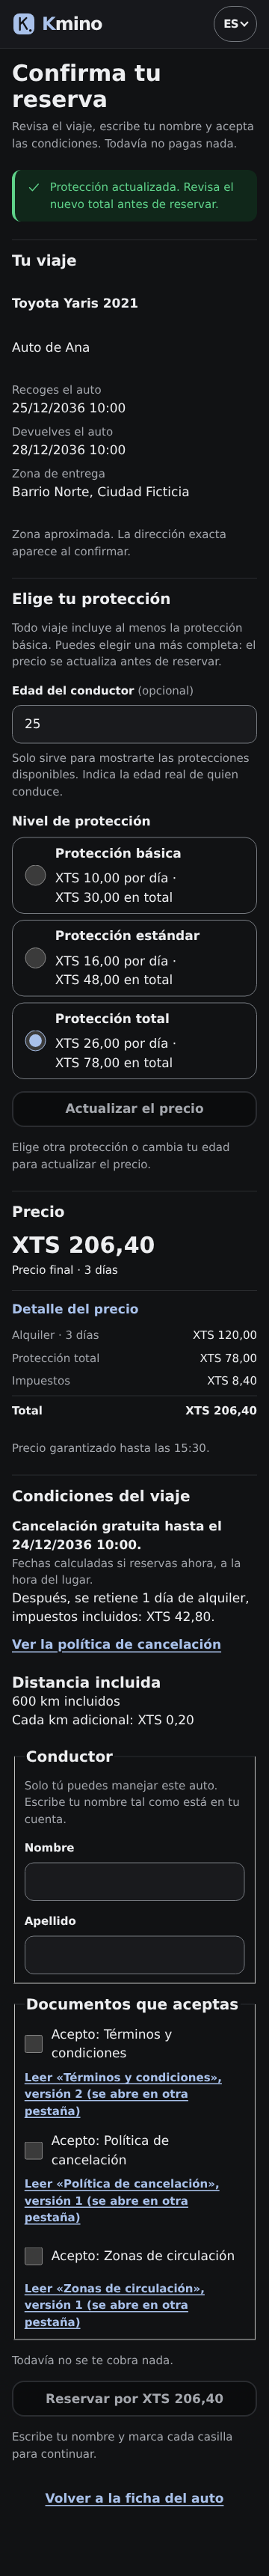 Kmino
ES
Confirma tu
reserva
Revisa el viaje, escribe tu nombre y acepta
las condiciones. Todavía no pagas nada.
Protección actualizada. Revisa el
nuevo total antes de reservar.
Tu viaje
Toyota Yaris 2021
Auto de Ana
Recoges el auto
25/12/2036 10:00
Devuelves el auto
28/12/2036 10:00
Zona de entrega
Barrio Norte, Ciudad Ficticia
Zona aproximada. La dirección exacta
aparece al confirmar.
Elige tu protección
Todo viaje incluye al menos la protección
básica. Puedes elegir una más completa: el
precio se actualiza antes de reservar.
Edad del conductor (opcional)
25
Solo sirve para mostrarte las protecciones
disponibles. Indica la edad real de quien
conduce.
Nivel de protección
Protección básica
XTS 10,00 por día ·
XTS 30,00 en total
Protección estándar
XTS 16,00 por día ·
XTS 48,00 en total
Protección total
XTS 26,00 por día ·
XTS 78,00 en total
Actualizar el precio
Elige otra protección o cambia tu edad
para actualizar el precio.
Precio
XTS 206,40
Precio final · 3 días
Detalle del precio
Alquiler · 3 días XTS 120,00
Protección total XTS 78,00
Impuestos XTS 8,40
Total XTS 206,40
Precio garantizado hasta las 15:30.
Condiciones del viaje
Cancelación gratuita hasta el
24/12/2036 10:00.
Fechas calculadas si reservas ahora, a la
hora del lugar.
Después, se retiene 1 día de alquiler,
impuestos incluidos: XTS 42,80.
Ver la política de cancelación
Distancia incluida
600 km incluidos
Cada km adicional: XTS 0,20
Conductor
Solo tú puedes manejar este auto.
Escribe tu nombre tal como está en tu
cuenta.
Nombre
Apellido
Documentos que aceptas
Acepto: Términos y
condiciones
Leer «Términos y condiciones»,
versión 2 (se abre en otra
pestaña)
Acepto: Política de
cancelación
Leer «Política de cancelación»,
versión 1 (se abre en otra
pestaña)
Acepto: Zonas de circulación
Leer «Zonas de circulación»,
versión 1 (se abre en otra
pestaña)
Todavía no se te cobra nada.
Reservar por XTS 206,40
Escribe tu nombre y marca cada casilla
para continuar.
Volver a la ficha del auto